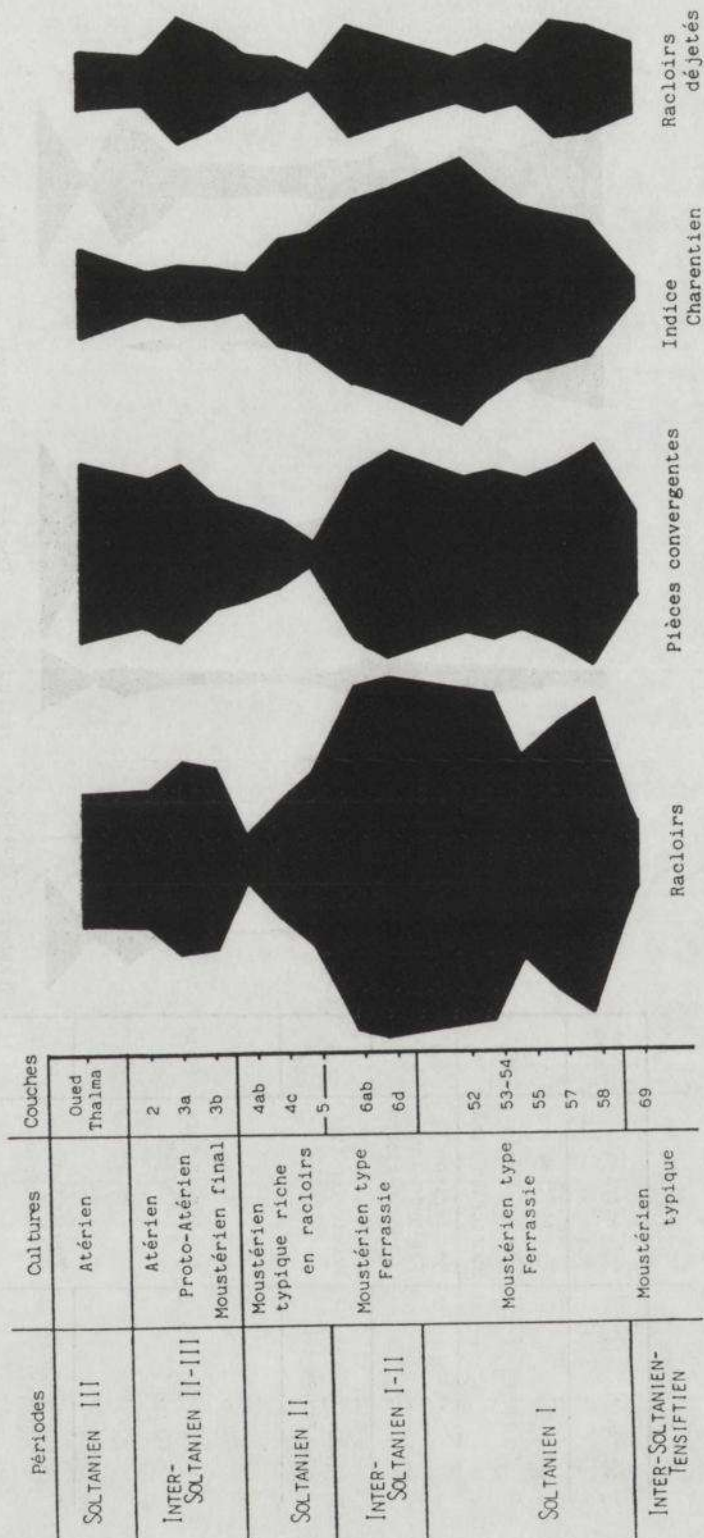 Périodes
Cultures
Couches
SOLTANIEN III
Atérien
Oued
Thalma
INTER-
SOLTANIEN II-III
Atérien
2
Proto-Atérien
3a
Moustérien final
3b
SOLTANIEN II
Moustérien
typique riche
en racloirs
4ab
4c
5
INTER-
SOLTANIEN I-II
Moustérien type
Ferrassie
6ab
6d
SOLTANIEN I
Moustérien type
Ferrassie
52
53-54
55
57
58
INTER-SOLTANIEN-
TENSIFTIEN
Moustérien
typique
69
Racloirs
Pièces convergentes
Indice
Charentien
Racloirs
déjetés